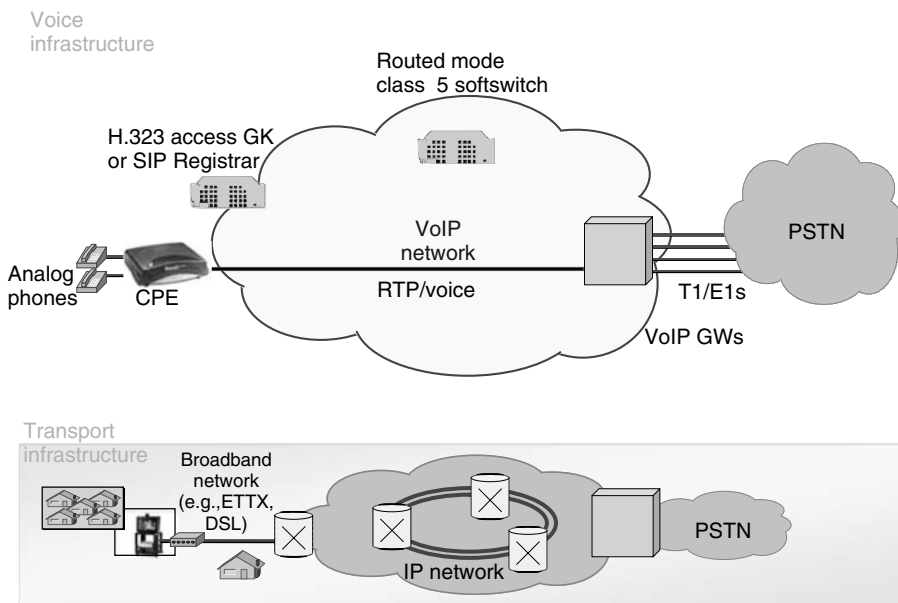 Voice
infrastructure
Routed mode
class 5 softswitch
H.323 access GK
or SIP Registrar
VoIP
network
PSTN
Analog
phones
CPE
RTP/voice
T1/E1s
VoIP GWs
Transport
infrastructure
Broadband
network
(e.g.,ETTX,
DSL)
PSTN
IP network